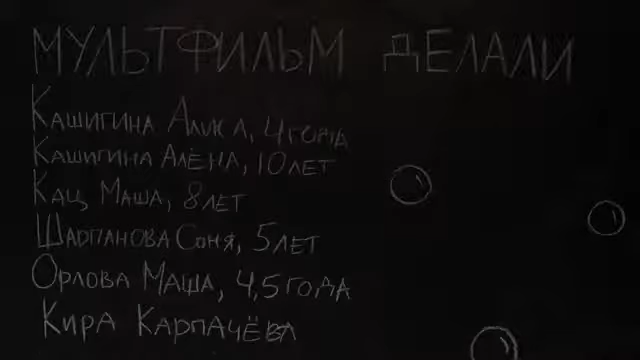 МУЛЬТФИЛЬМ ДЕЛАЛИ
КАШИГИНА АЛИКА, 4 ГОДА
КАШИГИНА АЛЁНА, 10 ЛЕТ
КАЦ МАША, 8 ЛЕТ
ШАРПАНОВА СОНЯ, 5 ЛЕТ
ОРЛОВА МАША, 4,5 ГОДА
КИРА КАРПАЧЁВА